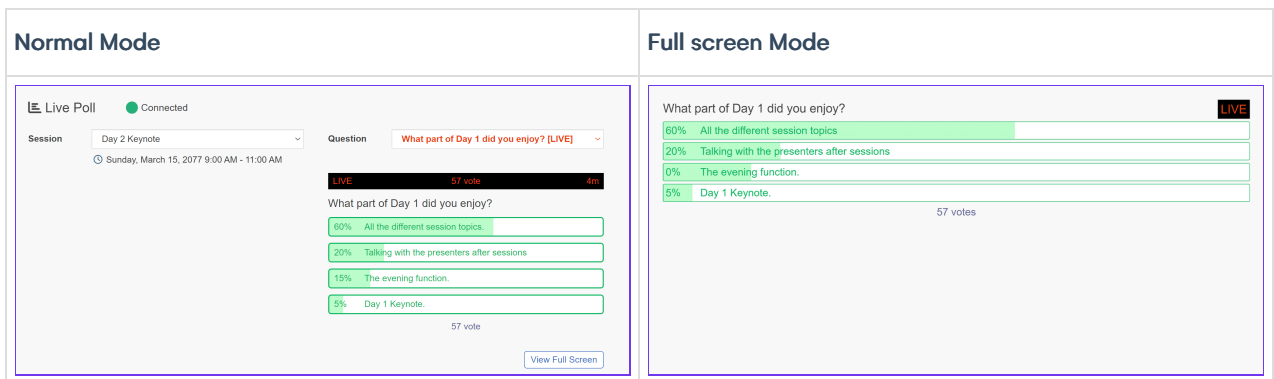 Normal Mode
Full screen Mode
Live Poll Connected
Session Day 2 Keynote Question What part of Day 1 did you enjoy? [LIVE]
Sunday, March 15, 2077 9:00 AM - 11:00 AM
LIVE 57 vote 4m
What part of Day 1 did you enjoy?
60% All the different session topics.
20% Talking with the presenters after sessions
15% The evening function.
5% Day 1 Keynote.
57 vote
View Full Screen
What part of Day 1 did you enjoy? LIVE
60% All the different session topics
20% Talking with the presenters after sessions
0% The evening function.
5% Day 1 Keynote.
57 votes